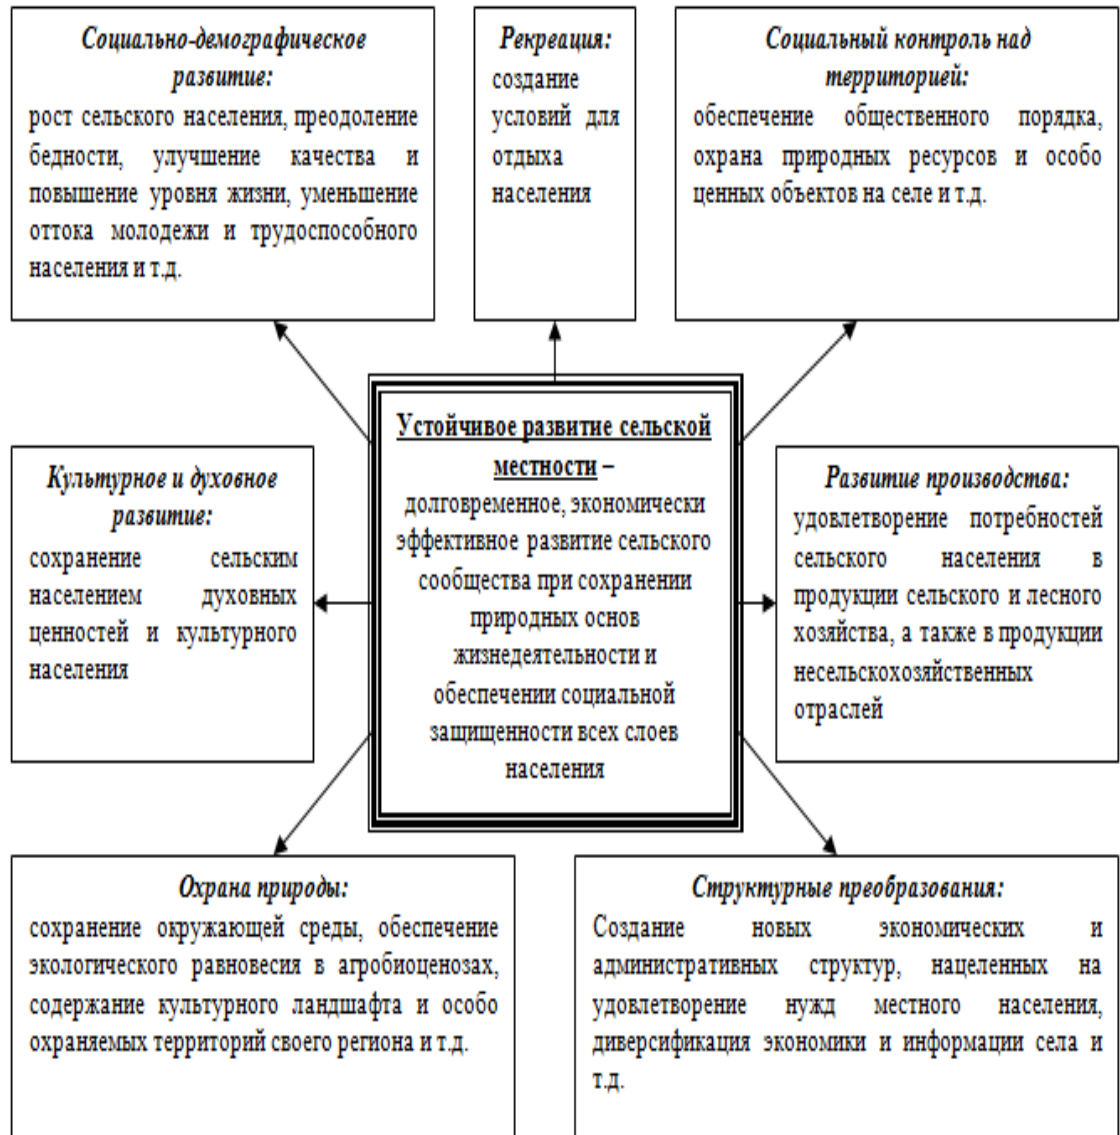 Социально-демографическое
развитие:
рост сельского населения, преодоление
бедности, улучшение качества и
повышение уровня жизни, уменьшение
оттока молодежи и трудоспособного
населения и т.д.
Рекреация:
создание
условий для
отдыха
населения
Социальный контроль над
территорией:
обеспечение общественного порядка,
охрана природных ресурсов и особо
ценных объектов на селе и т.д.
Культурное и духовное
развитие:
сохранение сельским
населением духовных
ценностей и культурного
населения
Устойчивое развитие сельской
местности –
долговременное, экономически
эффективное развитие сельского
сообщества при сохранении
природных основ
жизнедеятельности и
обеспечении социальной
защищенности всех слоев
населения
Развитие производства:
удовлетворение потребностей
сельского населения в
продукции сельского и лесного
хозяйства, а также в продукции
несельскохозяйственных
отраслей
Охрана природы:
сохранение окружающей среды, обеспечение
экологического равновесия в агробиоценозах,
содержание культурного ландшафта и особо
охраняемых территорий своего региона и т.д.
Структурные преобразования:
Создание новых экономических и
административных структур, нацеленных на
удовлетворение нужд местного населения,
диверсификация экономики и информации села и
т.д.